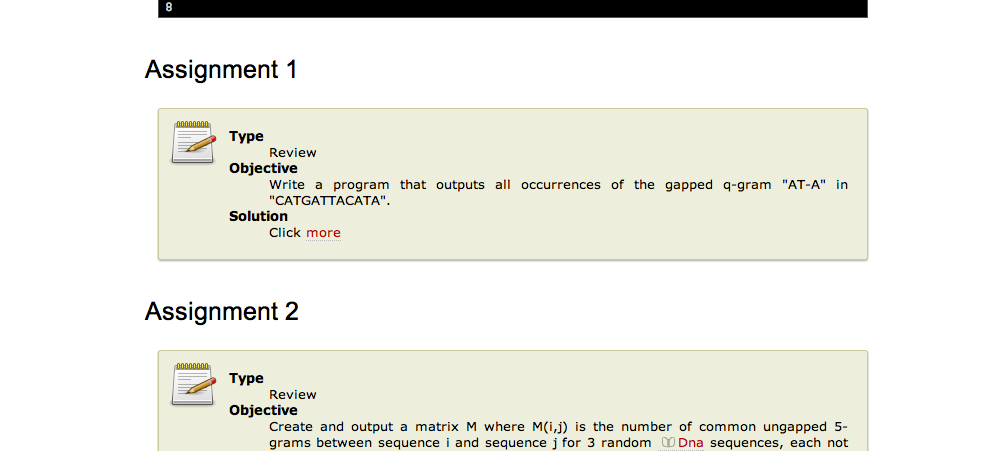 8
Assignment 1
Type
Review
Objective
Write a program that outputs all occurrences of the gapped q-gram "AT-A" in
"CATGATTACATA".
Solution
Click more
Assignment 2
Type
Review
Objective
Create and output a matrix M where M(i,j) is the number of common ungapped 5-
grams between sequence i and sequence j for 3 random Dna sequences, each not